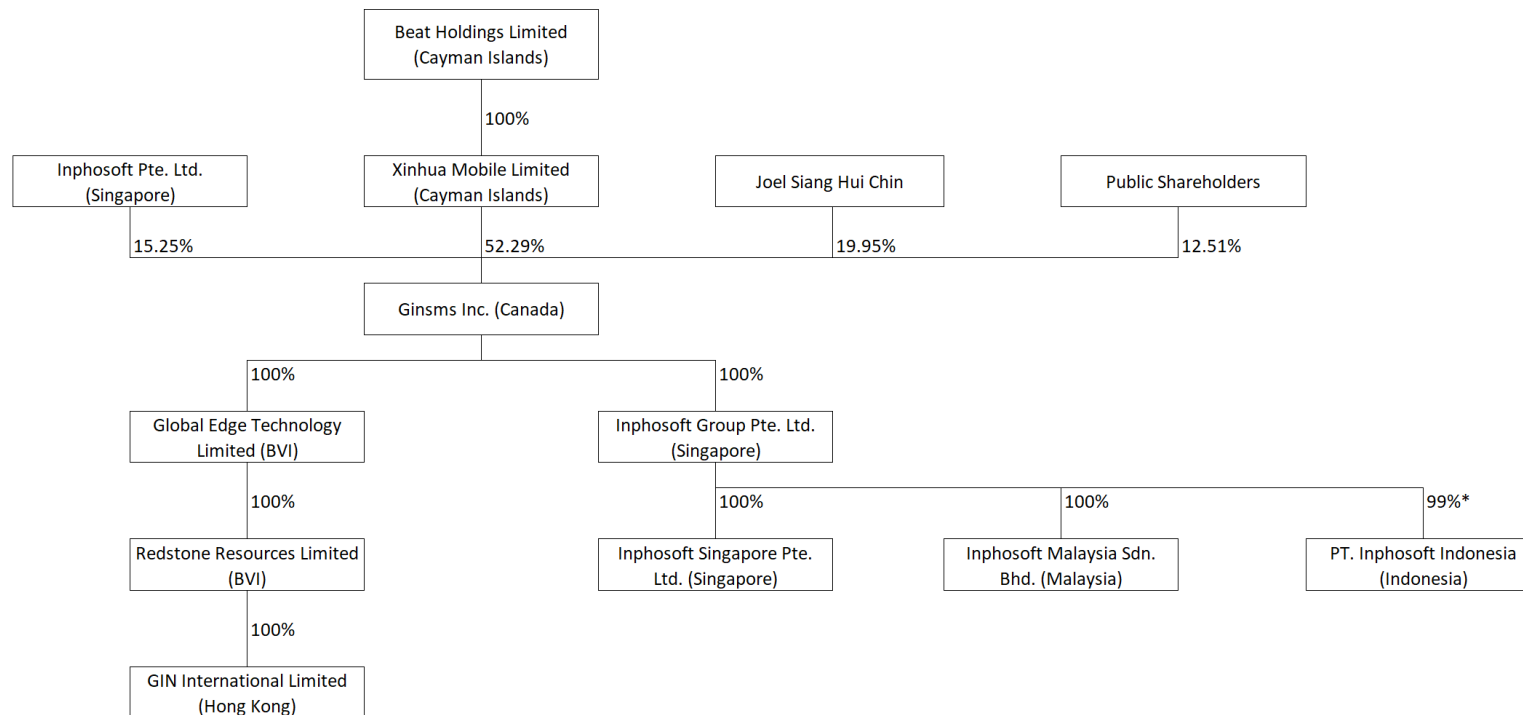 Beat Holdings Limited
(Cayman Islands)
100%
Inphosoft Pte. Ltd.
(Singapore)
Xinhua Mobile Limited
(Cayman Islands)
Joel Siang Hui Chin
Public Shareholders
15.25%
52.29%
19.95%
12.51%
Ginsms Inc. (Canada)
100%
100%
Global Edge Technology
Limited (BVI)
Inphosoft Group Pte. Ltd.
(Singapore)
100%
100%
100%
99%*
Redstone Resources Limited
(BVI)
Inphosoft Singapore Pte.
Ltd. (Singapore)
Inphosoft Malaysia Sdn.
Bhd. (Malaysia)
PT. Inphosoft Indonesia
(Indonesia)
100%
GIN International Limited
(Hong Kong)